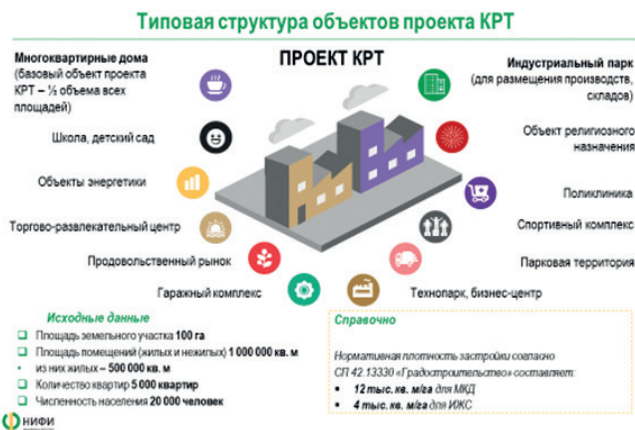 Типовая структура объектов проекта КРТ
ПРОЕКТ КРТ
Многоквартирные дома
(базовый объект проекта
КРТ – ½ объема всех
площадей)
Школа, детский сад
Объекты энергетики
Торгово-развлекательный центр
Продовольственный рынок
Гаражный комплекс
Индустриальный парк
(для размещения производств,
складов)
Объект религиозного
назначения
Поликлиника
Спортивный комплекс
Парковая территория
Технопарк, бизнес-центр
Исходные данные
Площадь земельного участка 100 га
Площадь помещений (жилых и нежилых) 1 000 000 кв. м
из них жилых – 500 000 кв. м
Количество квартир 5 000 квартир
Численность населения 20 000 человек
Справочно
Нормативная плотность застройки согласно
СП 42.13330 «Градостроительство» составляет:
12 тыс. кв. м/га для МКД
4 тыс. кв. м/га для ИЖС
НИФИ